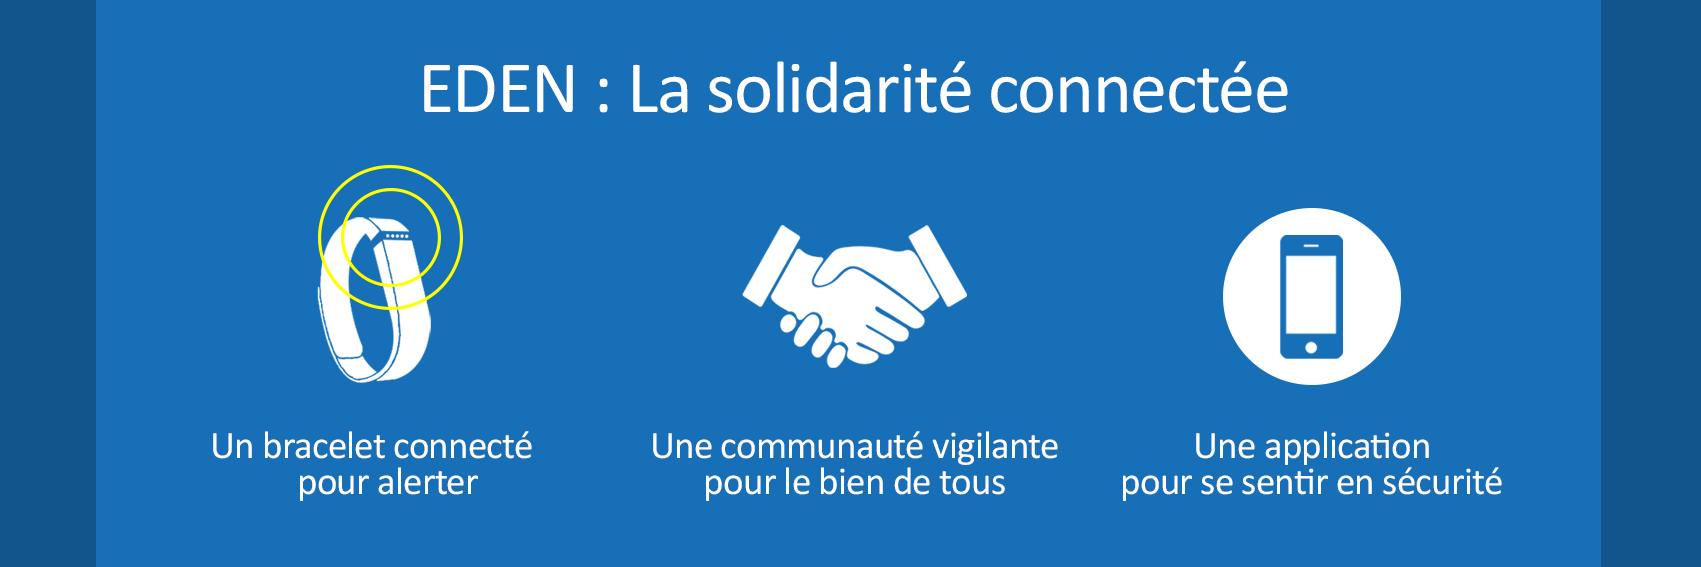 EDEN : La solidarité connectée
Un bracelet connecté
pour alerter
Une communauté vigilante
pour le bien de tous
Une application
pour se sentir en sécurité